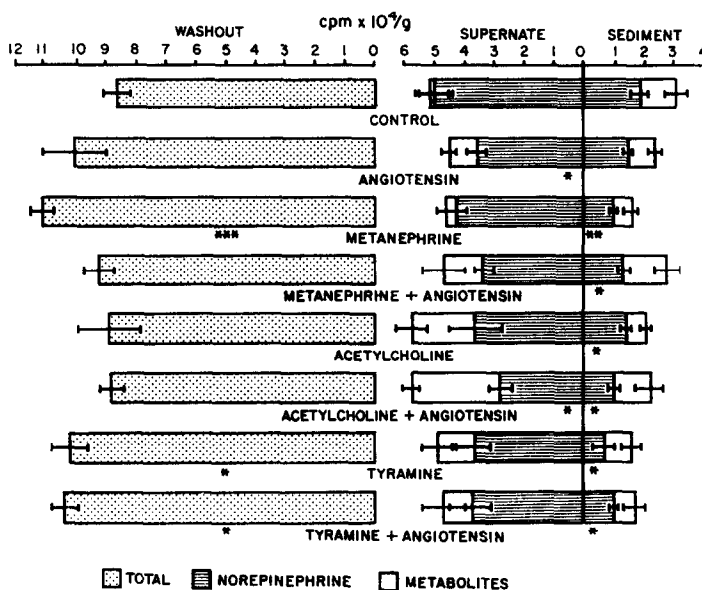 cpm x 10⁴/g
WASHOUT SUPERNATE SEDIMENT
12 11 10 9 8 7 6 5 4 3 2 1 0 6 5 4 3 2 1 0 1 2 3 4
CONTROL
ANGIOTENSIN
*
METANEPHRINE
*** **
METANEPHRINE + ANGIOTENSIN
*
ACETYLCHOLINE
*
ACETYLCHOLINE + ANGIOTENSIN
* *
TYRAMINE
* *
TYRAMINE + ANGIOTENSIN
* *
TOTAL NOREPINEPHRINE METABOLITES